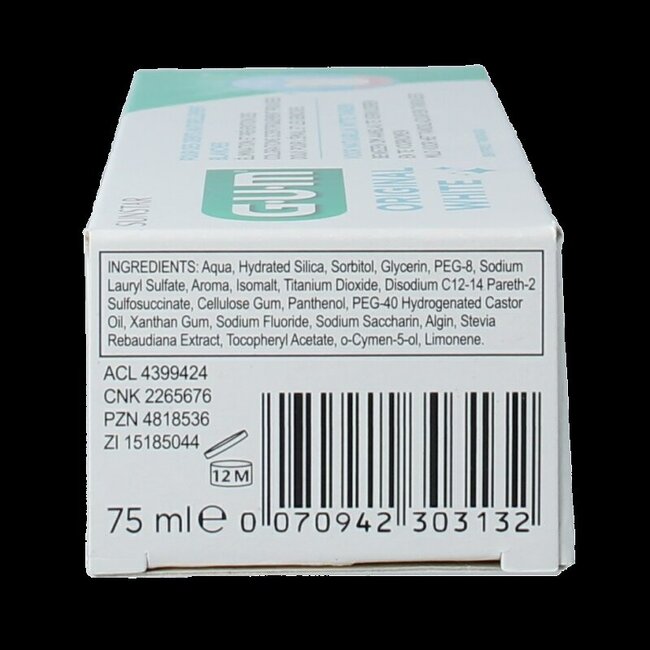 SUNSTAR
G·U·M
ORIGINAL
WHITE
INGREDIENTS: Aqua, Hydrated Silica, Sorbitol, Glycerin, PEG-8, Sodium
Lauryl Sulfate, Aroma, Isomalt, Titanium Dioxide, Disodium C12-14 Pareth-2
Sulfosuccinate, Cellulose Gum, Panthenol, PEG-40 Hydrogenated Castor
Oil, Xanthan Gum, Sodium Fluoride, Sodium Saccharin, Algin, Stevia
Rebaudiana Extract, Tocopheryl Acetate, o-Cymen-5-ol, Limonene.
ACL 4399424
CNK 2265676
PZN 4818536
ZI 15185044
12M
75 ml e 0 070942 303132